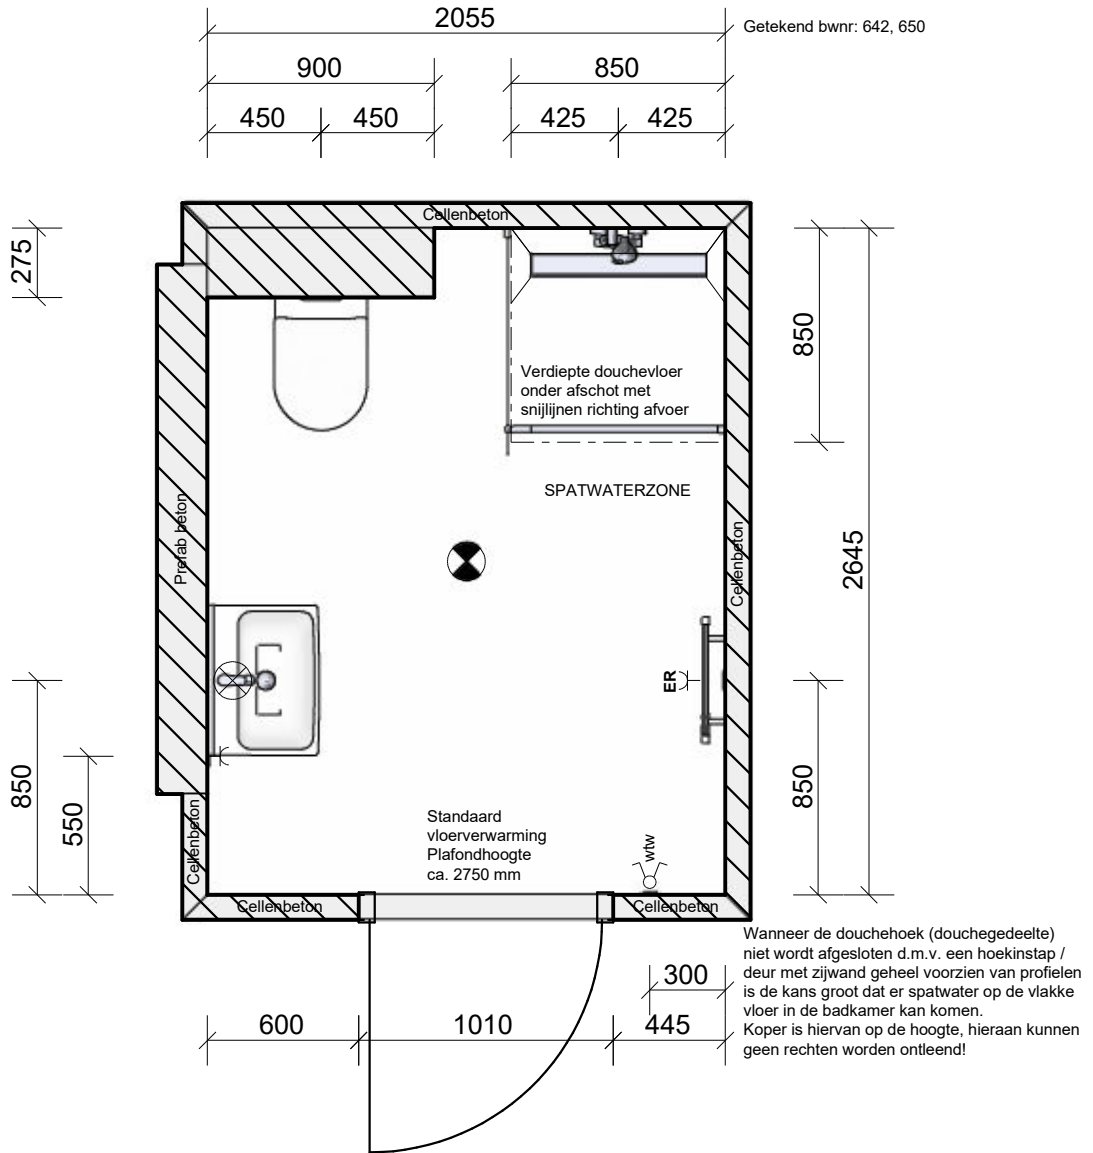 2055
Getekend bwnr: 642, 650
900
850
450
450
425
425
Cellenbeton
275
850
2645
Verdiepte douchevloer
onder afschot met
snijlijnen richting afvoer
SPATWATERZONE
Prefab beton
Cellenbeton
ER
850
550
850
Cellenbeton
Standaard
vloerverwarming
Plafondhoogte
ca. 2750 mm
wtw
Cellenbeton
Cellenbeton
Wanneer de douchehoek (douchegedeelte)
niet wordt afgesloten d.m.v. een hoekinstap /
deur met zijwand geheel voorzien van profielen
is de kans groot dat er spatwater op de vlakke
vloer in de badkamer kan komen.
Koper is hiervan op de hoogte, hieraan kunnen
geen rechten worden ontleend!
300
600
1010
445